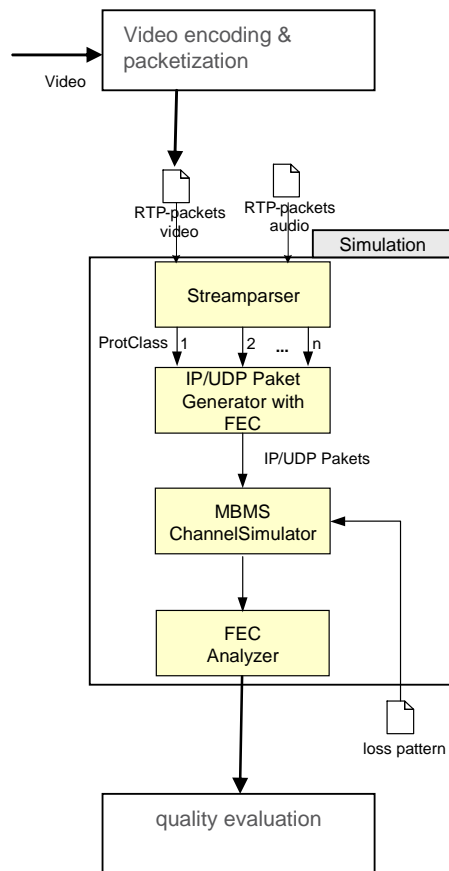 Video encoding &
packetization
Video
RTP-packets
video
RTP-packets
audio
Simulation
Streamparser
ProtClass
1
2
...
n
IP/UDP Paket
Generator with
FEC
IP/UDP Pakets
MBMS
ChannelSimulator
FEC
Analyzer
loss pattern
quality evaluation